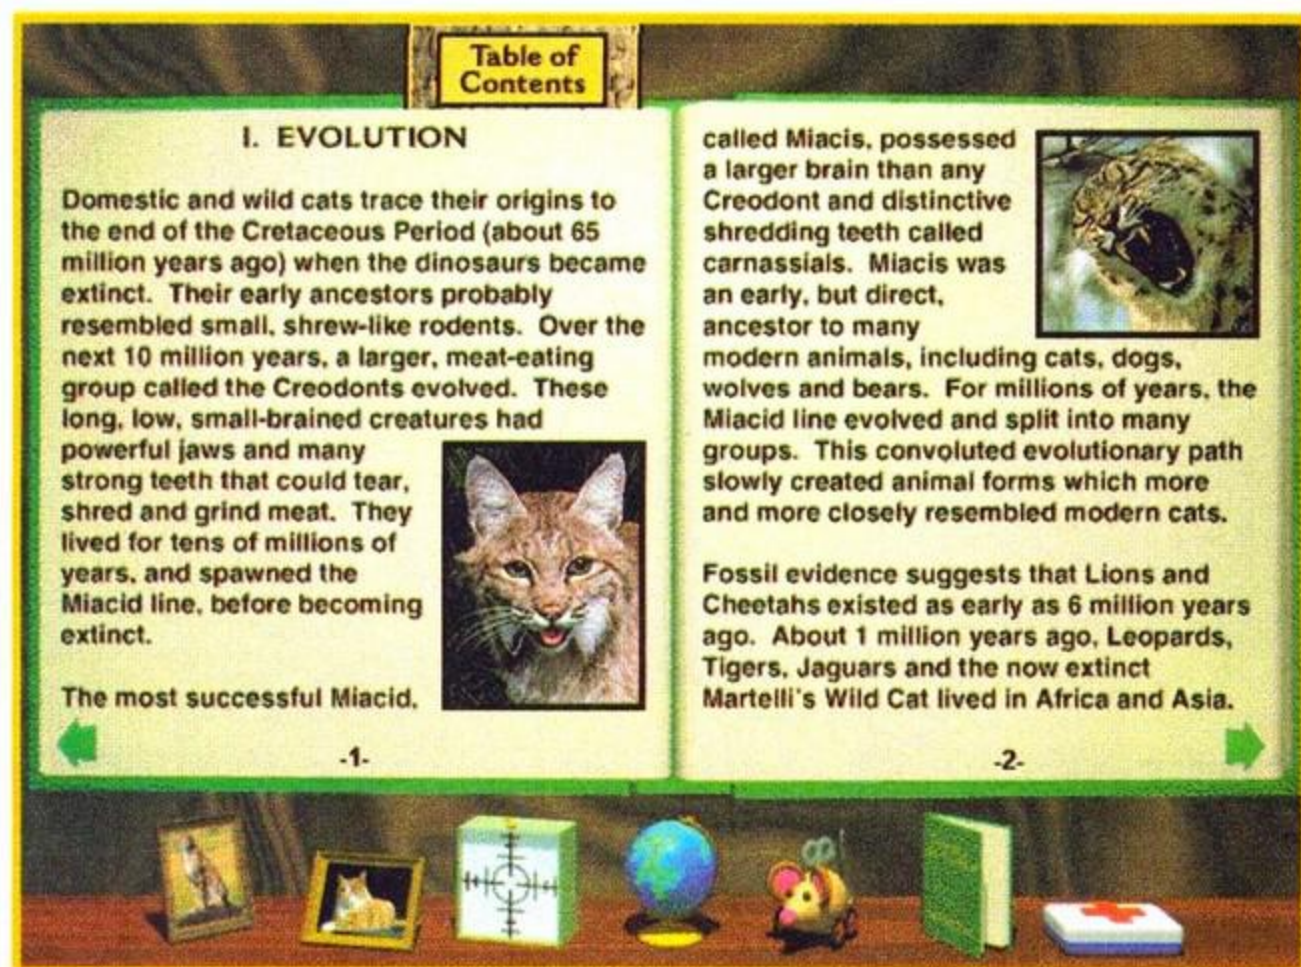 Table of
Contents
I. EVOLUTION
Domestic and wild cats trace their origins to
the end of the Cretaceous Period (about 65
million years ago) when the dinosaurs became
extinct. Their early ancestors probably
resembled small, shrew-like rodents. Over the
next 10 million years, a larger, meat-eating
group called the Creodonts evolved. These
long, low, small-brained creatures had
powerful jaws and many
strong teeth that could tear,
shred and grind meat. They
lived for tens of millions of
years, and spawned the
Miacid line, before becoming
extinct.
The most successful Miacid,
-1-
called Miacis, possessed
a larger brain than any
Creodont and distinctive
shredding teeth called
carnassials. Miacis was
an early, but direct,
ancestor to many
modern animals, including cats, dogs,
wolves and bears. For millions of years, the
Miacid line evolved and split into many
groups. This convoluted evolutionary path
slowly created animal forms which more
and more closely resembled modern cats.
Fossil evidence suggests that Lions and
Cheetahs existed as early as 6 million years
ago. About 1 million years ago, Leopards,
Tigers, Jaguars and the now extinct
Martelli's Wild Cat lived in Africa and Asia.
-2-